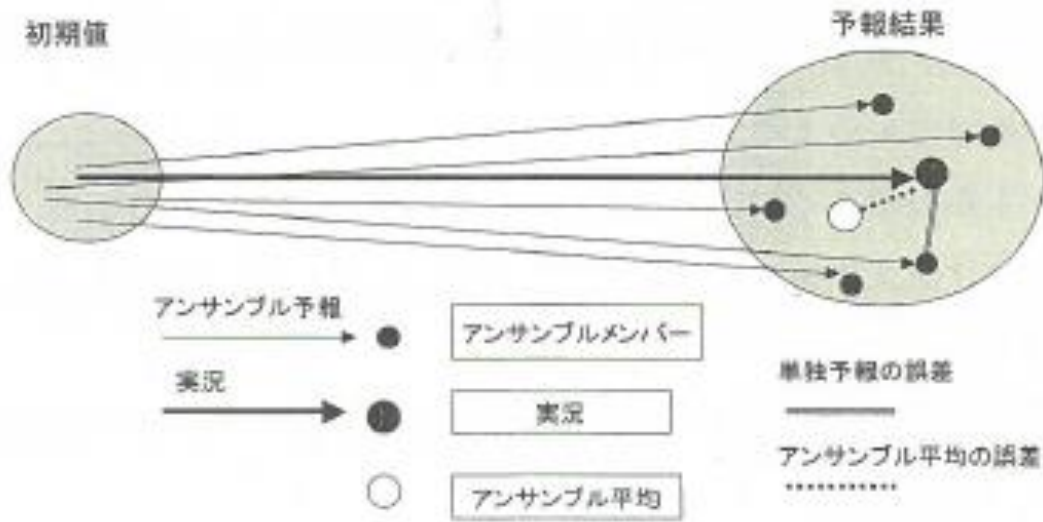 初期値
予報結果
アンサンブル予報
アンサンブルメンバー
実況
実況
アンサンブル平均
単独予報の誤差
アンサンブル平均の誤差